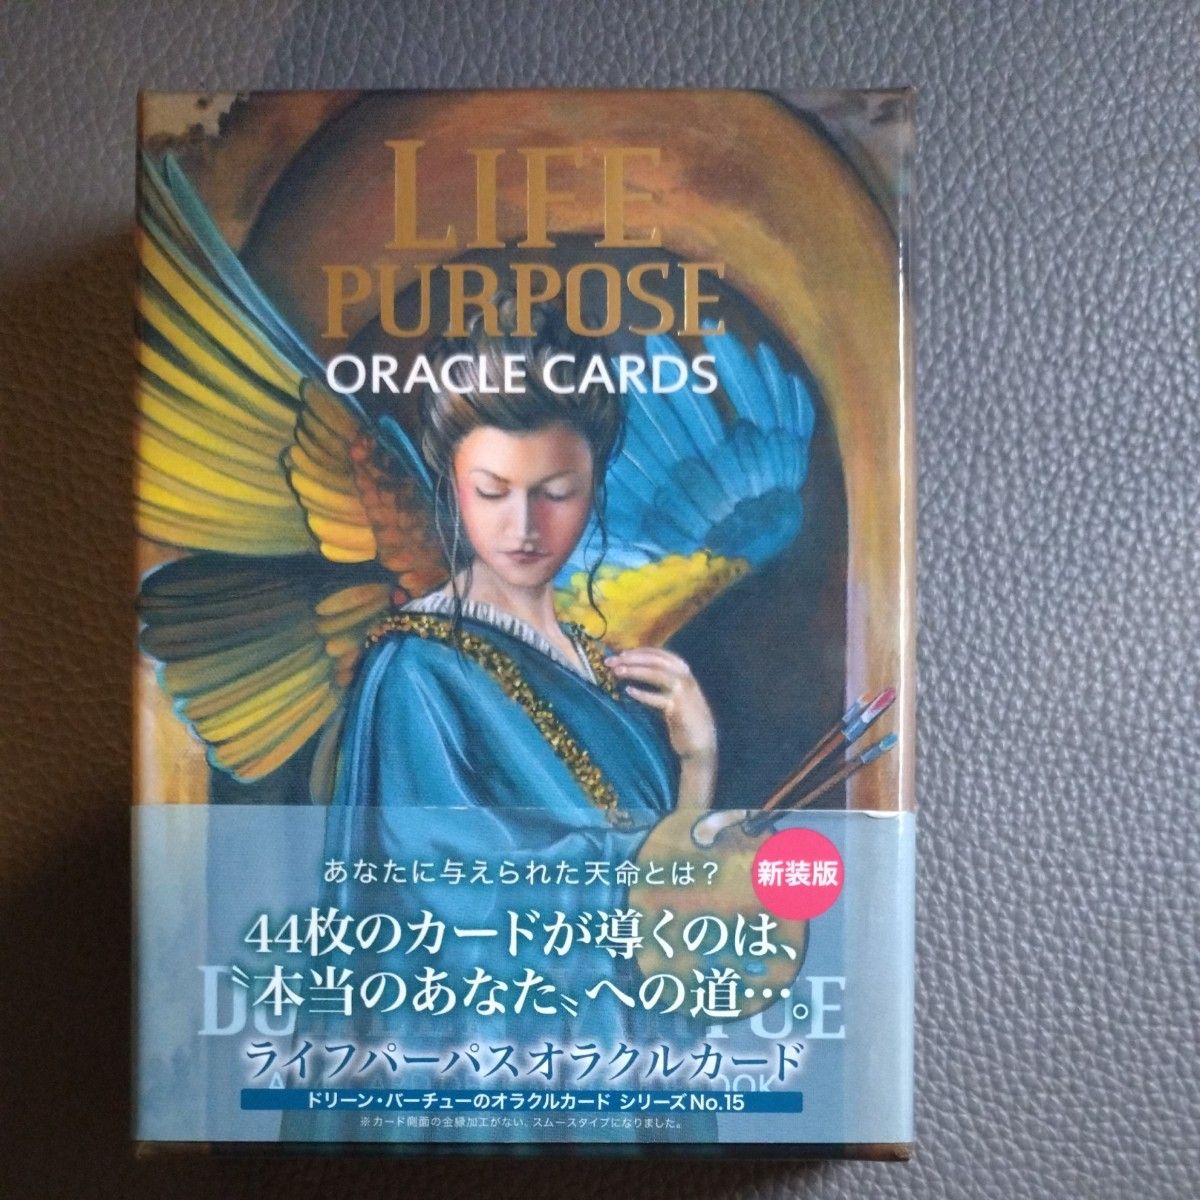 LIFE
PURPOSE
ORACLE CARDS
あなたに与えられた天命とは？
新装版
44枚のカードが導くのは、
〝本当のあなた〟への道…。
ライフパーパスオラクルカード
ドリーン・バーチューのオラクルカード シリーズNo.15
※カード側面の金縁加工がない、スムースタイプになりました。